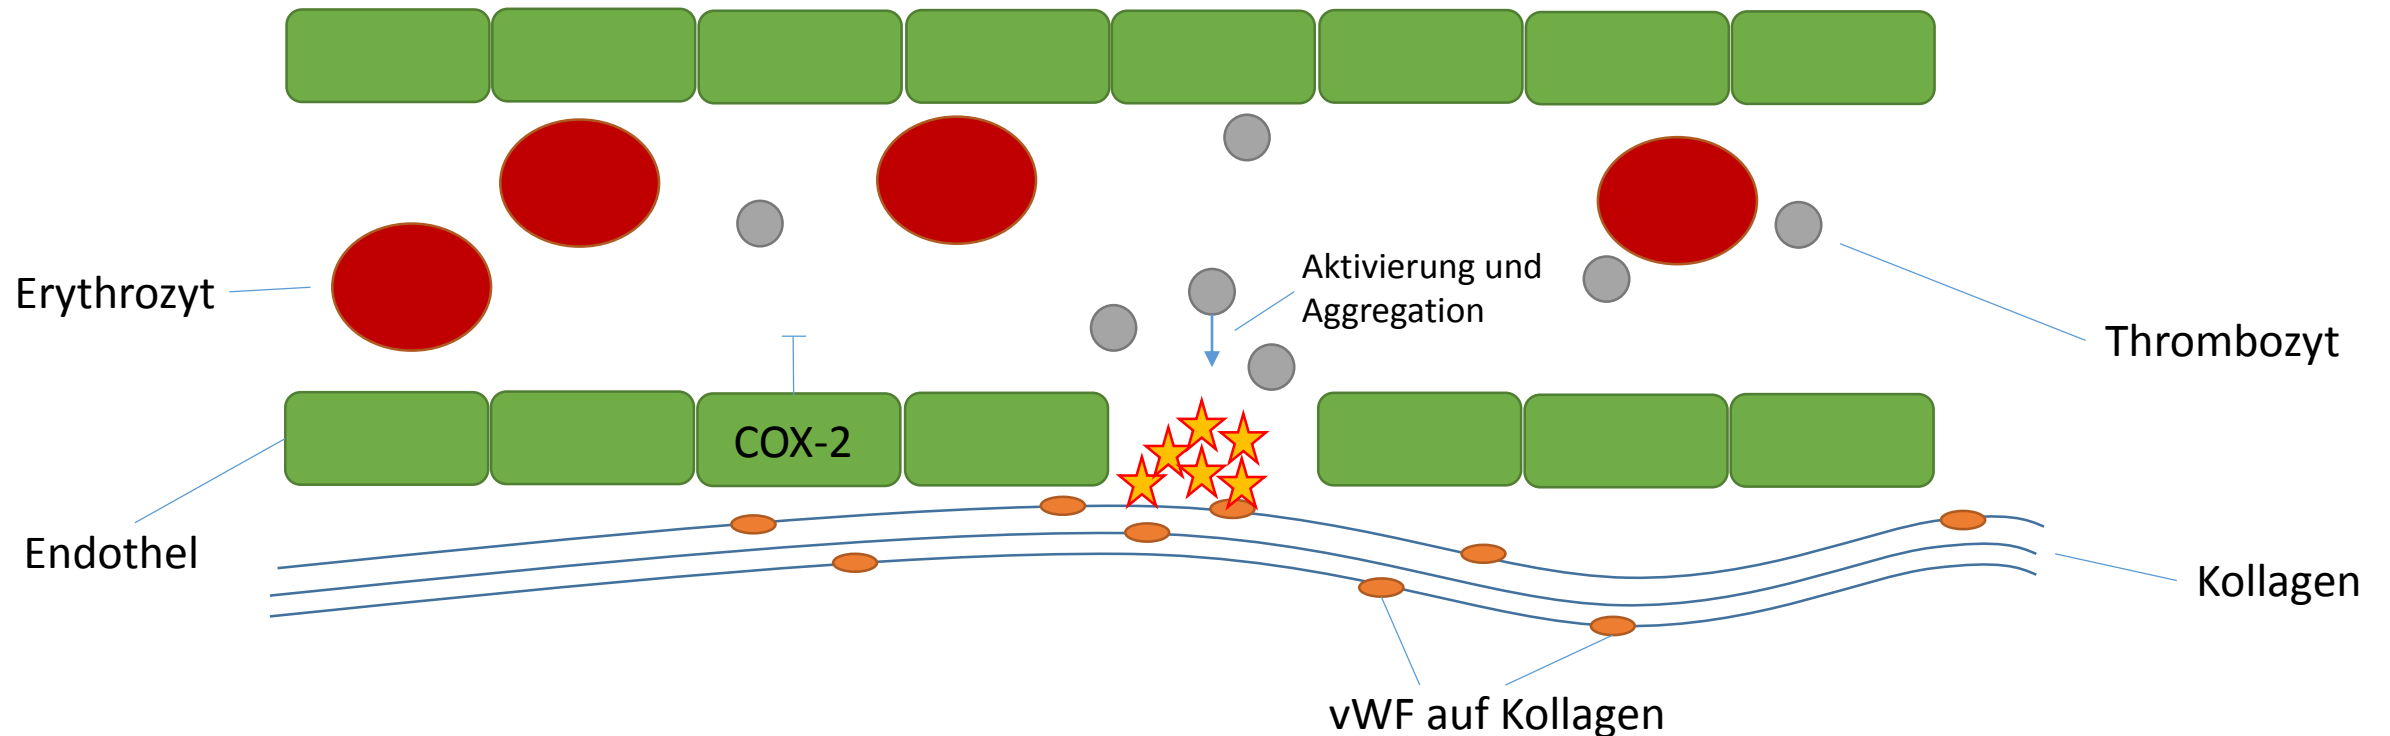 Aktivierung und
Aggregation
Erythrozyt
Thrombozyt
COX-2
Endothel
Kollagen
vWF auf Kollagen